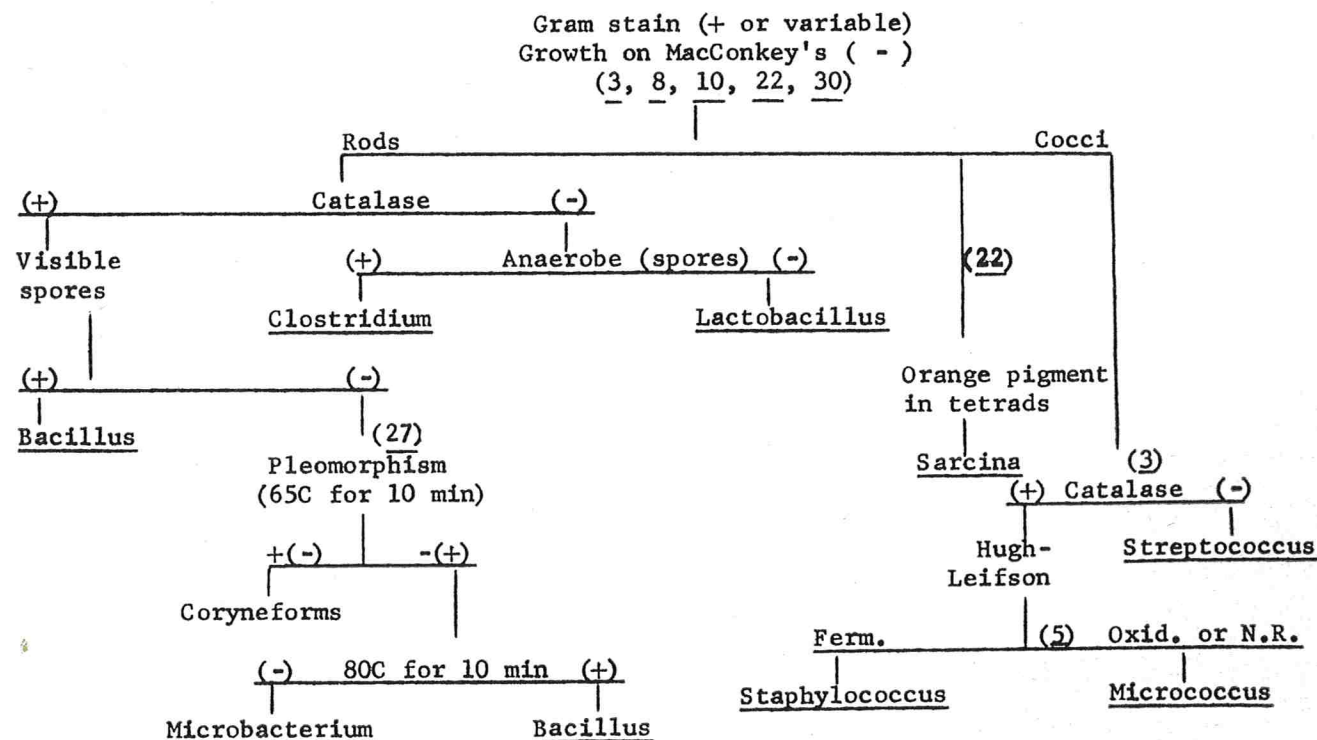 Gram stain (+ or variable)
Growth on MacConkey's ( - )
(3, 8, 10, 22, 30)
Rods
Cocci
(+) Catalase (-)
Visible
spores
(+) Anaerobe (spores) (-)
(22)
Clostridium
Lactobacillus
(+) (-)
Orange pigment
in tetrads
Bacillus
(27)
Pleomorphism
(65C for 10 min)
Sarcina
(3)
(+) Catalase (-)
+(-) -(+)
Hugh-
Leifson
Streptococcus
Coryneforms
Ferm. (5) Oxid. or N.R.
(-) 80C for 10 min (+)
Staphylococcus
Micrococcus
Microbacterium
Bacillus